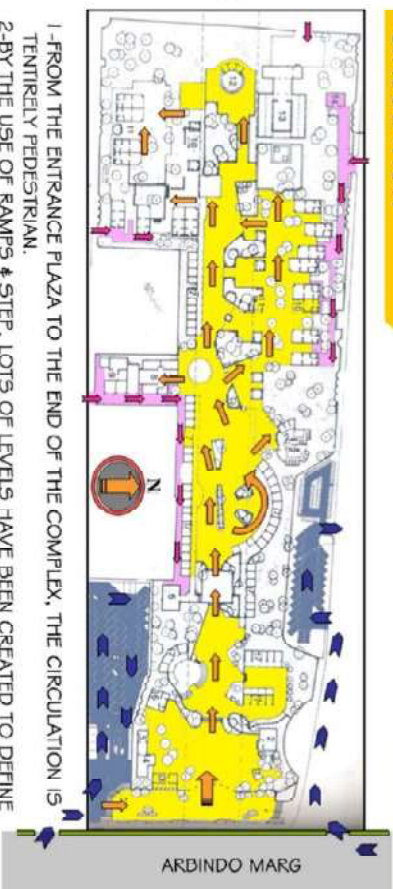 N
ARBINDO MARG
1-FROM THE ENTRANCE PLAZA TO THE END OF THE COMPLEX, THE CIRCULATION IS
TENTIRELY PEDESTRIAN.
2-BY THE USE OF RAMPS & STEP, LOTS OF LEVELS HAVE BEEN CREATED TO DEFINE